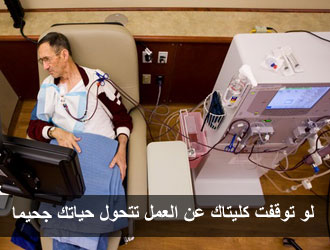 لو توقفت كليتاك عن العمل تتحول حياتك جحيما